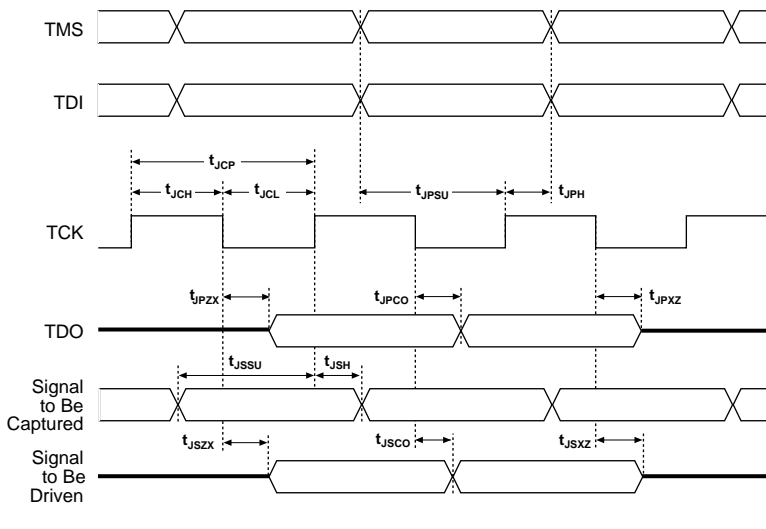 TMS
TDI
tJCP
tJCH tJCL tJPSU tJPH
TCK
tJPZX tJPCO tJPXZ
TDO
tJSSU tJSH
Signal
to Be
Captured
tJSZX tJSCO tJSXZ
Signal
to Be
Driven